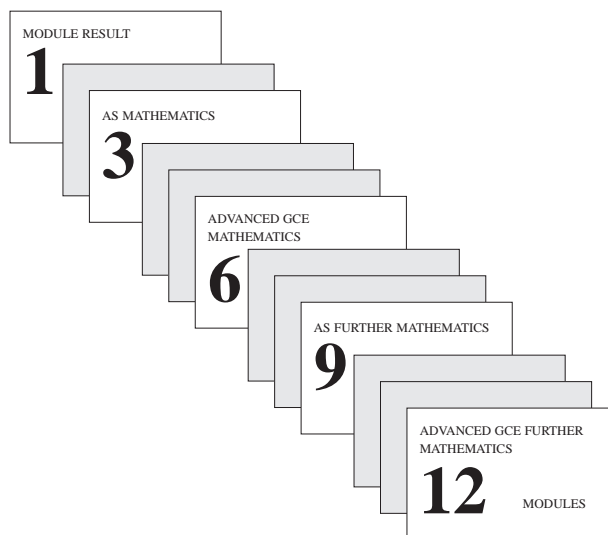 MODULE RESULT
1
AS MATHEMATICS
3
ADVANCED GCE
MATHEMATICS
6
AS FURTHER MATHEMATICS
9
ADVANCED GCE FURTHER
MATHEMATICS
12 MODULES